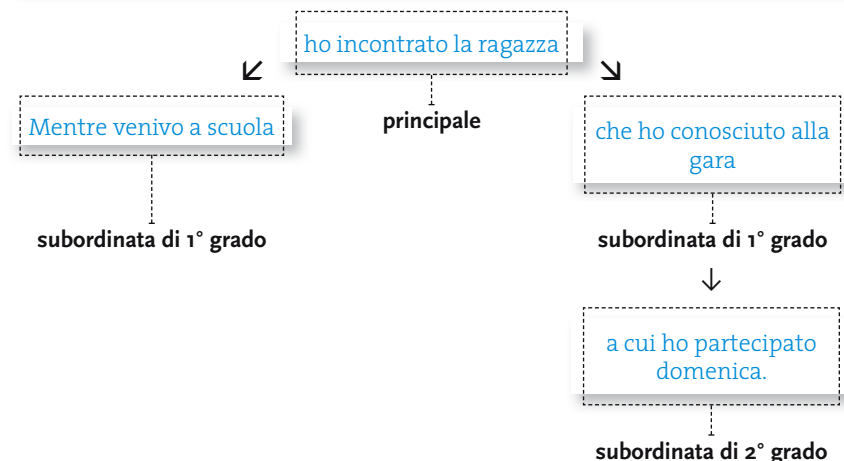 ho incontrato la ragazza
principale
Mentre venivo a scuola
subordinata di 1° grado
che ho conosciuto alla
gara
subordinata di 1° grado
a cui ho partecipato
domenica.
subordinata di 2° grado